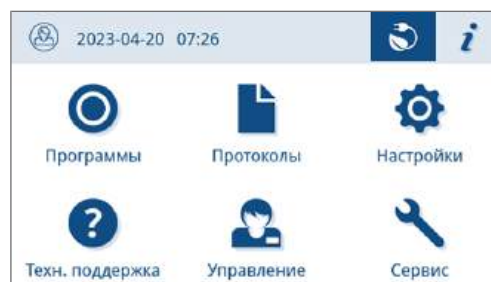 2023-04-20 07:26
i
Программы Протоколы Настройки
?
Техн. поддержка Управление Сервис